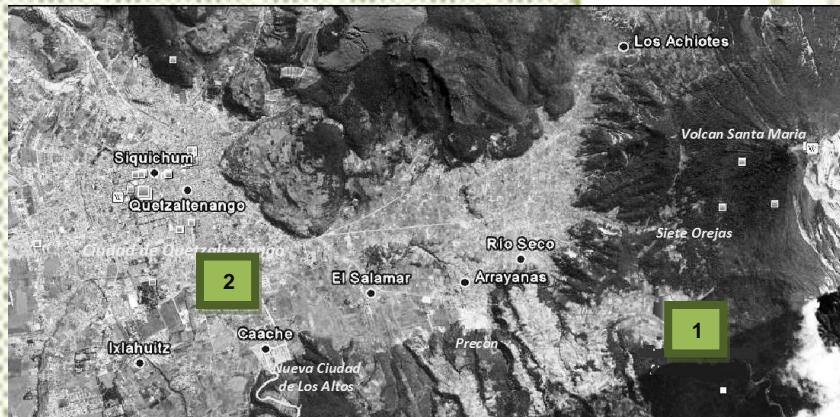 Los Achiotes
Volcan Santa Maria
Siquichum
Quetzaltenango
Siete Orejas
Río Seco
Ciudad de Quetzaltenango
El Salamar
Arrayanas
2
1
Caache
Precon
Ixlahuitz
Nueva Ciudad
de Los Altos